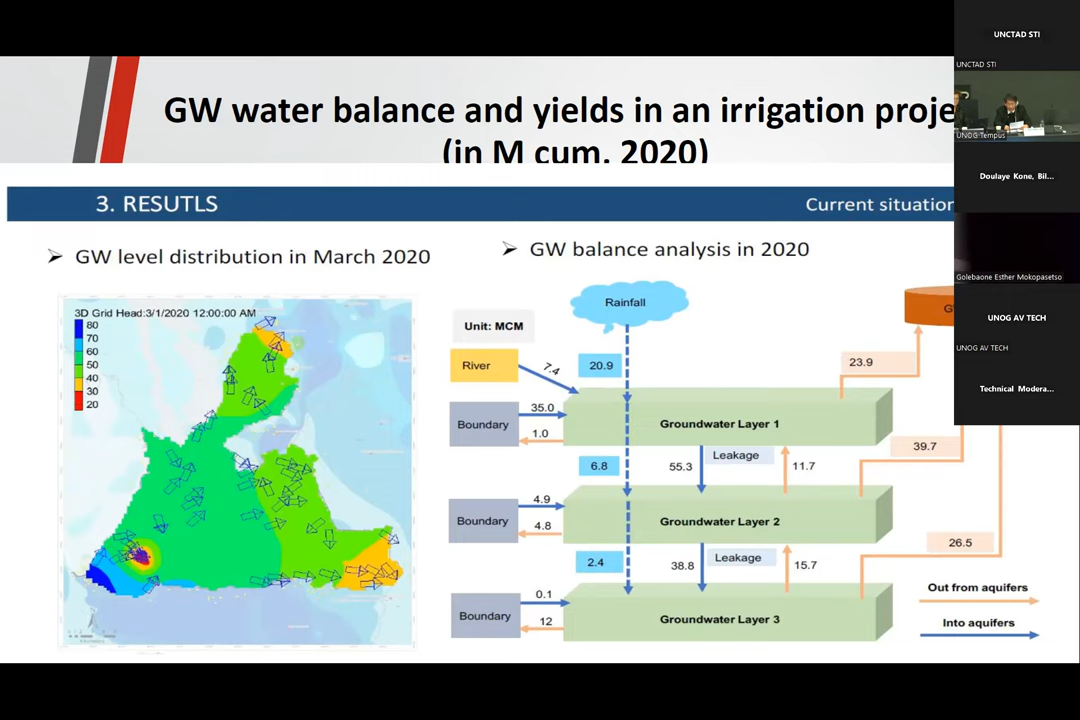 GW water balance and yields in an irrigation proje
(in M cum. 2020)
3. RESUTLS
Current situation
➢ GW level distribution in March 2020
➢ GW balance analysis in 2020
3D Grid Head:3/1/2020 12:00:00 AM
80
70
60
50
40
30
20
Unit: MCM
Rainfall
River
7.4
20.9
23.9
G
Boundary
35.0
1.0
Groundwater Layer 1
6.8
55.3
Leakage
11.7
39.7
Boundary
4.9
4.8
Groundwater Layer 2
2.4
38.8
Leakage
15.7
26.5
Boundary
0.1
12
Groundwater Layer 3
Out from aquifers
Into aquifers
UNCTAD STI
UNCTAD STI
UNOG Tempus
Doulaye Kone, Bil...
Golebaone Esther Mokopasetso
UNOG AV TECH
UNOG AV TECH
Technical Modera...